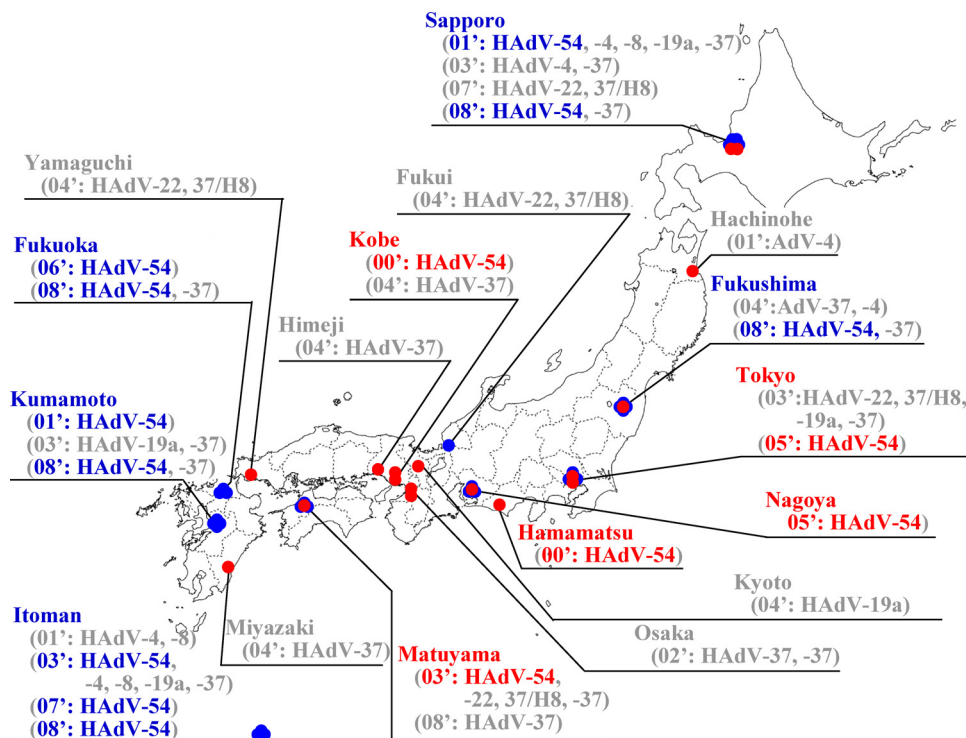 Sapporo
(01': HAdV-54, -4, -8, -19a, -37)
(03': HAdV-4, -37)
(07': HAdV-22, 37/H8)
(08': HAdV-54, -37)
Yamaguchi
(04': HAdV-22, 37/H8)
Fukui
(04': HAdV-22, 37/H8)
Hachinohe
(01':AdV-4)
Fukuoka
(06': HAdV-54)
(08': HAdV-54, -37)
Kobe
(00': HAdV-54)
(04': HAdV-37)
Fukushima
(04':AdV-37, -4)
(08': HAdV-54, -37)
Himeji
(04': HAdV-37)
Tokyo
(03':HAdV-22, 37/H8,
-19a, -37)
(05': HAdV-54)
Kumamoto
(01': HAdV-54)
(03': HAdV-19a, -37)
(08': HAdV-54, -37)
Nagoya
05': HAdV-54)
Hamamatsu
(00': HAdV-54)
Kyoto
(04': HAdV-19a)
Osaka
(02': HAdV-37, -37)
Itoman
(01': HAdV-4, -8)
(03': HAdV-54,
-4, -8, -19a, -37)
(07': HAdV-54)
(08': HAdV-54)
Miyazaki
(04': HAdV-37)
Matuyama
(03': HAdV-54,
-22, 37/H8, -37)
(08': HAdV-37)